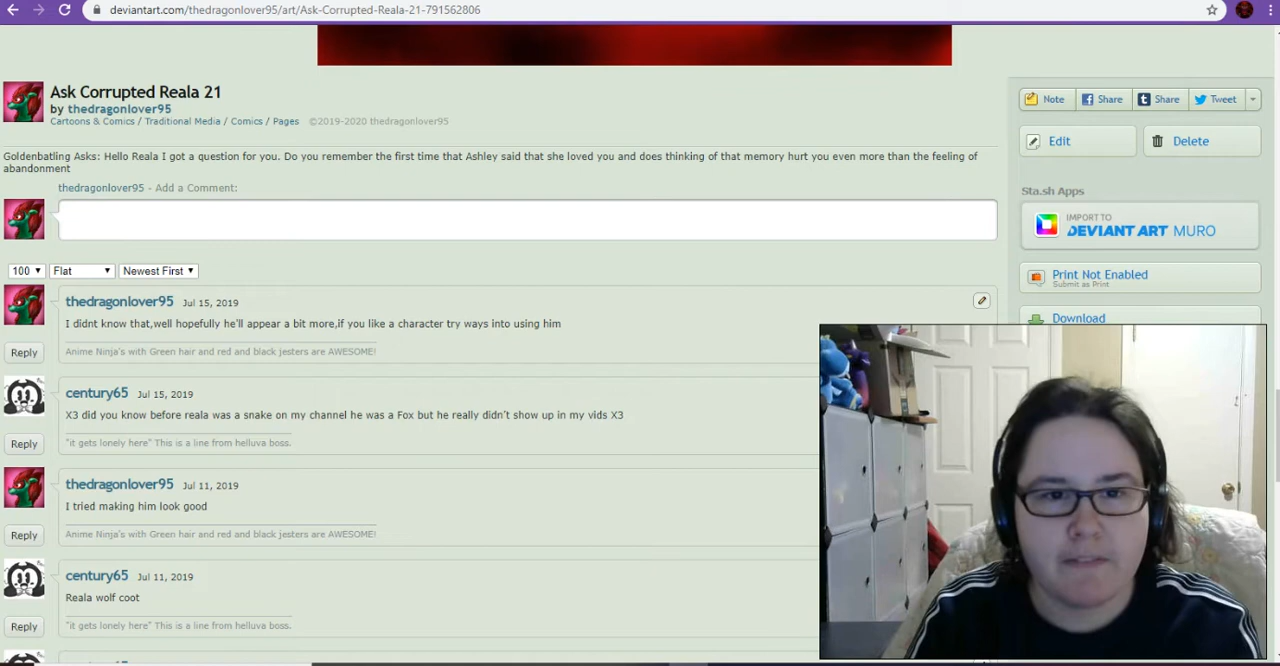 deviantart.com/thedragonlover95/art/Ask-Corrupted-Reala-21-791562806
Ask Corrupted Reala 21
by thedragonlover95
Cartoons & Comics / Traditional Media / Comics / Pages ©2019-2020 thedragonlover95
Note
Share
Share
Tweet
Edit
Delete
Goldenbatling Asks: Hello Reala I got a question for you. Do you remember the first time that Ashley said that she loved you and does thinking of that memory hurt you even more than the feeling of
abandonment
thedragonlover95 - Add a Comment:
Sta.sh Apps
IMPORT TO
DEVIANT ART MURO
100
Flat
Newest First
Print Not Enabled
Submit as Print
Download
thedragonlover95 Jul 15, 2019
I didnt know that,well hopefully he'll appear a bit more,if you like a character try ways into using him
Anime Ninja's with Green hair and red and black jesters are AWESOME!
Reply
century65 Jul 15, 2019
X3 did you know before reala was a snake on my channel he was a Fox but he really didn't show up in my vids X3
"it gets lonely here" This is a line from helluva boss.
Reply
thedragonlover95 Jul 11, 2019
I tried making him look good
Anime Ninja's with Green hair and red and black jesters are AWESOME!
Reply
century65 Jul 11, 2019
Reala wolf coot
"it gets lonely here" This is a line from helluva boss.
Reply